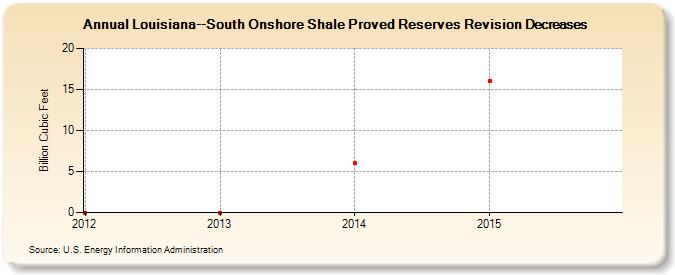 Annual Louisiana--South Onshore Shale Proved Reserves Revision Decreases
Billion Cubic Feet
20
15
10
5
0
2012 2013 2014 2015
Source: U.S. Energy Information Administration